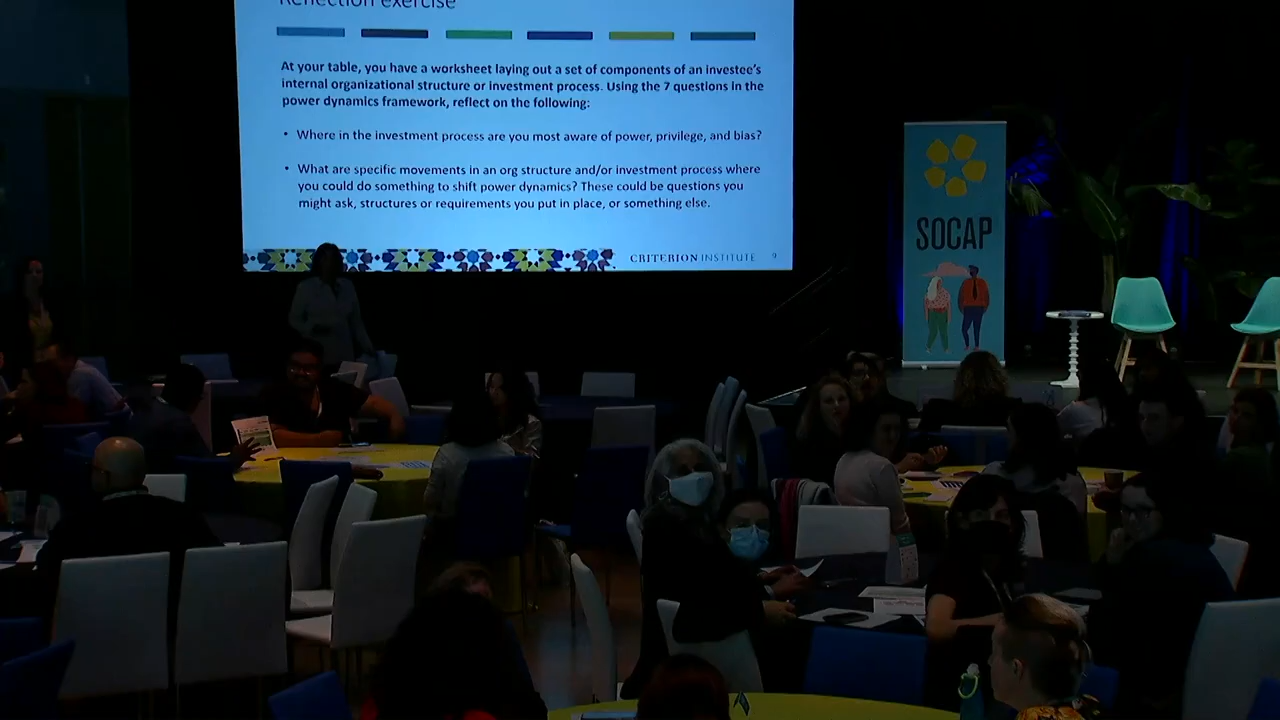 Reflection exercise
At your table, you have a worksheet laying out a set of components of an investee's
internal organizational structure or investment process. Using the 7 questions in the
power dynamics framework, reflect on the following:
• Where in the investment process are you most aware of power, privilege, and bias?
• What are specific movements in an org structure and/or investment process where
you could do something to shift power dynamics? These could be questions you
might ask, structures or requirements you put in place, or something else.
CRITERION INSTITUTE 9
SOCAP